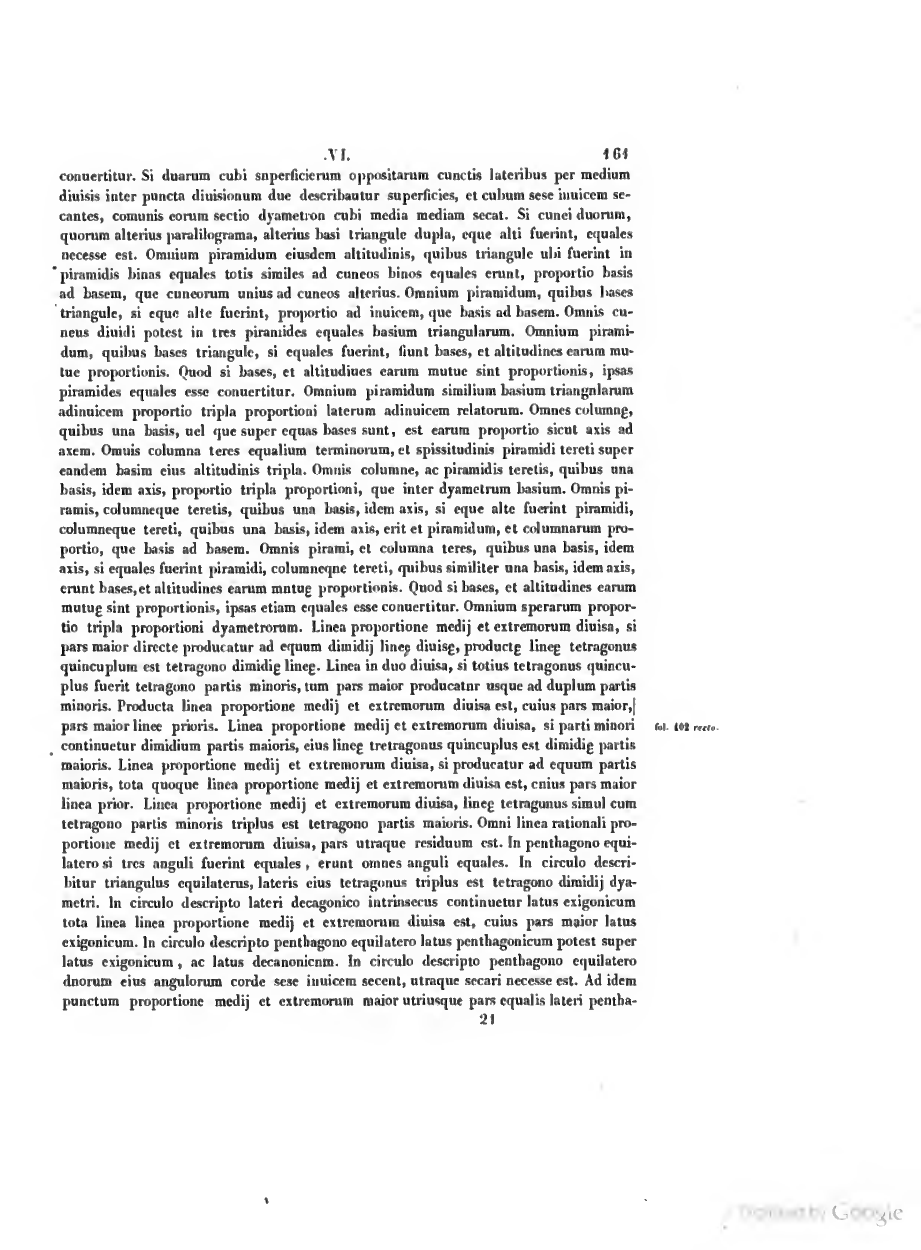 .VI. 161
conuertitur. Si duarum cubi snperficierum oppositarum cunctis lateribus per medium
diuisis inter puncta diuisionum due describautur superficies, et cubum sese inuicem se-
cantes, comunis eorum sectio dyametron cubi media mediam secat. Si cunei duorum,
quorum alterius paralilograma, alterius basi triangule dupla, eque alti fuerint, equales
necesse est. Omnium piramidum eiusdem altitudinis, quibus triangule ubi fuerint in
piramidis binas equales totis similes ad cuneos binos equales erunt, proportio basis
ad basem, que cuneorum unius ad cuneos alterius. Omnium piramidum, quibus bases
triangule, si eque alte fuerint, proportio ad inuicem, que basis ad basem. Omnis cu-
neus diuidi potest in tres piramides equales basium triangularum. Omnium pirami-
dum, quibus bases triangule, si equales fuerint, fiunt bases, et altitudines earum mu-
tue proportionis. Quod si bases, et altitudiues earum mutue sint proportionis, ipsas
piramides equales esse conuertitur. Omnium piramidum similium basium triangnlarum
adinuicem proportio tripla proportioni laterum adinuicem relatorum. Omnes columnę,
quibus una basis, uel que super equas bases sunt, est earum proportio sicut axis ad
axem. Omuis columna teres equalium terminorum, et spissitudinis piramidi tereti super
eandem basim eius altitudinis tripla. Omnis columne, ac piramidis teretis, quibus una
basis, idem axis, proportio tripla proportioni, que inter dyametrum basium. Omnis pi-
ramis, columneque teretis, quibus una basis, idem axis, si eque alte fuerint piramidi,
columneque tereti, quibus una basis, idem axis, erit et piramidum, et columnarum pro-
portio, que basis ad basem. Omnis pirami, et columna teres, quibus una basis, idem
axis, si equales fuerint piramidi, columneqne tereti, quibus similiter una basis, idem axis,
erunt bases, et altitudines earum mntuę proportionis. Quod si bases, et altitudines earum
mutuę sint proportionis, ipsas etiam equales esse conuertitur. Omnium sperarum propor-
tio tripla proportioni dyametrorum. Linea proportione medij et extremorum diuisa, si
pars maior directe producatur ad equum dimidij linęę diuisę, productę lineę tetragonus
quincuplum est tetragono dimidię lineę. Linea in duo diuisa, si totius tetragonus quincu-
plus fuerit tetragono partis minoris, tum pars maior producatnr usque ad duplum partis
minoris. Producta linea proportione medij et extremorum diuisa est, cuius pars maior,|
pars maior linee prioris. Linea proportione medij et extremorum diuisa, si parti minori
fol. 102 recto.
continuetur dimidium partis maioris, eius lineę tretragonus quincuplus est dimidię partis
maioris. Linea proportione medij et extremorum diuisa, si producatur ad equum partis
maioris, tota quoque linea proportione medij et extremorum diuisa est, cnius pars maior
linea prior. Linea proportione medij et extremorum diuisa, lineę tetragunus simul cum
tetragono partis minoris triplus est tetragono partis maioris. Omni linea rationali pro-
portione medij et extremorum diuisa, pars utraque residuum est. In penthagono equi-
latero si tres anguli fuerint equales , erunt omnes anguli equales. In circulo descri-
bitur triangulus equilaterus, lateris eius tetragonus triplus est tetragono dimidij dya-
metri. In circulo descripto lateri decagonico intrinsecus continuetur latus exigonicum
tota linea linea proportione medij et extremorum diuisa est, cuius pars maior latus
exigonicum. In circulo descripto penthagono equilatero latus penthagonicum potest super
latus exigonicum , ac latus decanonicnm. In circulo descripto penthagono equilatero
dnorum eius angulorum corde sese inuicem secent, utraque secari necesse est. Ad idem
punctum proportione medij et extremorum maior utriusque pars equalis lateri pentha-
21
Digitized by Google